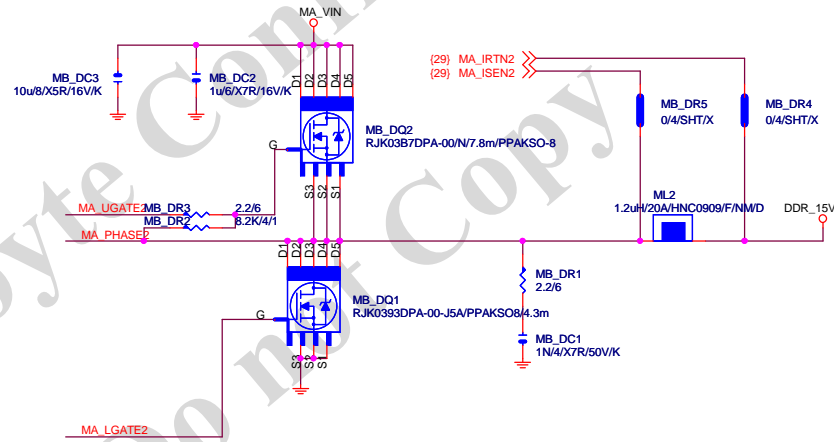 MA_VIN
D1
D2
D3
D4
D5
MB_DC3
10u/8/X5R/16V/K
MB_DC2
1u/6/X7R/16V/K
{29} MA_IRTN2
{29} MA_ISEN2
MB_DR5
0/4/SHT/X
MB_DR4
0/4/SHT/X
MB_DQ2
RJK03B7DPA-00/N/7.8m/PPAKSO-8
G
S3
S2
S1
MA_UGATE2
MB_DR3
2.2/6
MB_DR2
8.2K/4/1
MA_PHASE2
ML2
1.2uH/20A/HNC0909/F/NM/D
DDR_15V
D1
D2
D3
D4
D5
MB_DQ1
RJK0393DPA-00-J5A/PPAKSO8/4.3m
G
S3
S2
S1
MB_DR1
2.2/6
MB_DC1
1N/4/X7R/50V/K
MA_LGATE2
Do not Copy